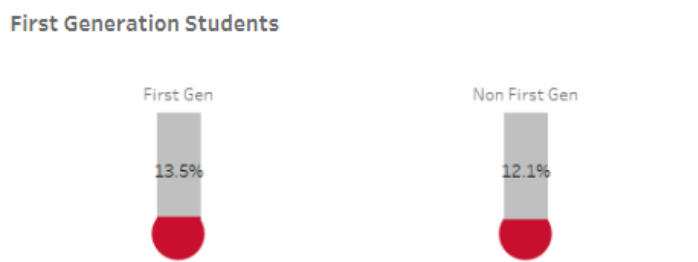 First Generation Students
First Gen
Non First Gen
13.5%
12.1%